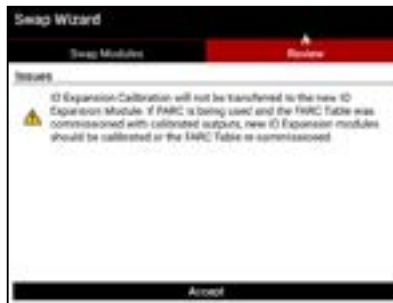 Swap Wizard
Swap Modules
Review
Issues
IO Expansion Calibration will not be transferred to the new IO
Expansion Module. If FARC is being used and the FARC Table was
commissioned with calibrated outputs, new IO Expansion modules
should be calibrated or the FARC Table re-commissioned
Accept